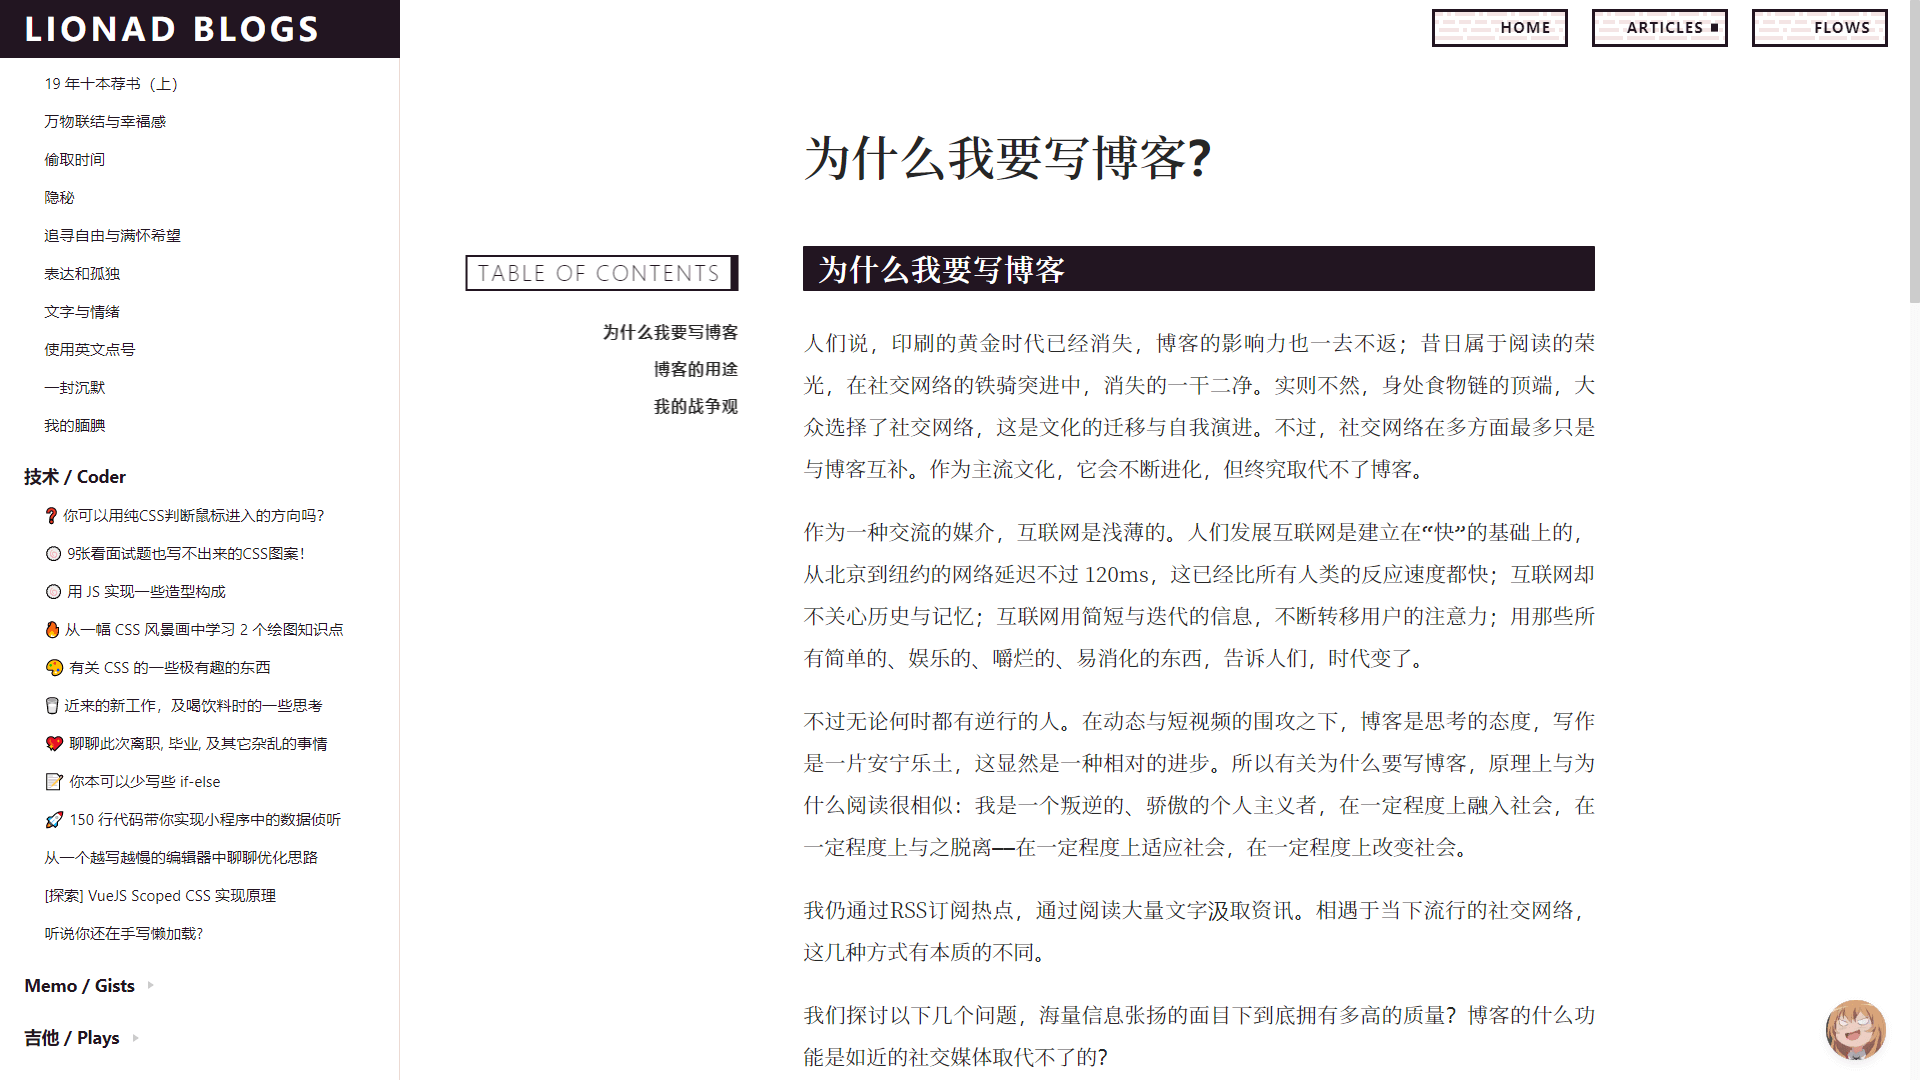 LIONAD BLOGS
HOME
ARTICLES
FLOWS
19 年十本荐书（上）
万物联结与幸福感
偷取时间
隐秘
追寻自由与满怀希望
表达和孤独
文字与情绪
使用英文点号
一封沉默
我的腼腆
技术 / Coder
❓ 你可以用纯CSS判断鼠标进入的方向吗？
9张看面试题也写不出来的CSS图案！
用 JS 实现一些造型构成
🔥 从一幅 CSS 风景画中学习 2 个绘图知识点
🎨 有关 CSS 的一些极有趣的东西
🥛 近来的新工作，及喝饮料时的一些思考
💖 聊聊此次离职, 毕业, 及其它杂乱的事情
📝 你本可以少写些 if-else
🚀 150 行代码带你实现小程序中的数据侦听
从一个越写越慢的编辑器中聊聊优化思路
[探索] VueJS Scoped CSS 实现原理
听说你还在手写懒加载？
Memo / Gists
吉他 / Plays
TABLE OF CONTENTS
为什么我要写博客
博客的用途
我的战争观
为什么我要写博客？
为什么我要写博客
人们说，印刷的黄金时代已经消失，博客的影响力也一去不返；昔日属于阅读的荣
光，在社交网络的铁骑突进中，消失的一干二净。实则不然，身处食物链的顶端，大
众选择了社交网络，这是文化的迁移与自我演进。不过，社交网络在多方面最多只是
与博客互补。作为主流文化，它会不断进化，但终究取代不了博客。
作为一种交流的媒介，互联网是浅薄的。人们发展互联网是建立在“快”的基础上的，
从北京到纽约的网络延迟不过 120ms，这已经比所有人类的反应速度都快；互联网却
不关心历史与记忆；互联网用简短与迭代的信息，不断转移用户的注意力；用那些所
有简单的、娱乐的、嚼烂的、易消化的东西，告诉人们，时代变了。
不过无论何时都有逆行的人。在动态与短视频的围攻之下，博客是思考的态度，写作
是一片安宁乐土，这显然是一种相对的进步。所以有关为什么要写博客，原理上与为
什么阅读很相似：我是一个叛逆的、骄傲的个人主义者，在一定程度上融入社会，在
一定程度上与之脱离——在一定程度上适应社会，在一定程度上改变社会。
我仍通过RSS订阅热点，通过阅读大量文字汲取资讯。相遇于当下流行的社交网络，
这几种方式有本质的不同。
我们探讨以下几个问题，海量信息张扬的面目下到底拥有多高的质量？博客的什么功
能是如近的社交媒体取代不了的？